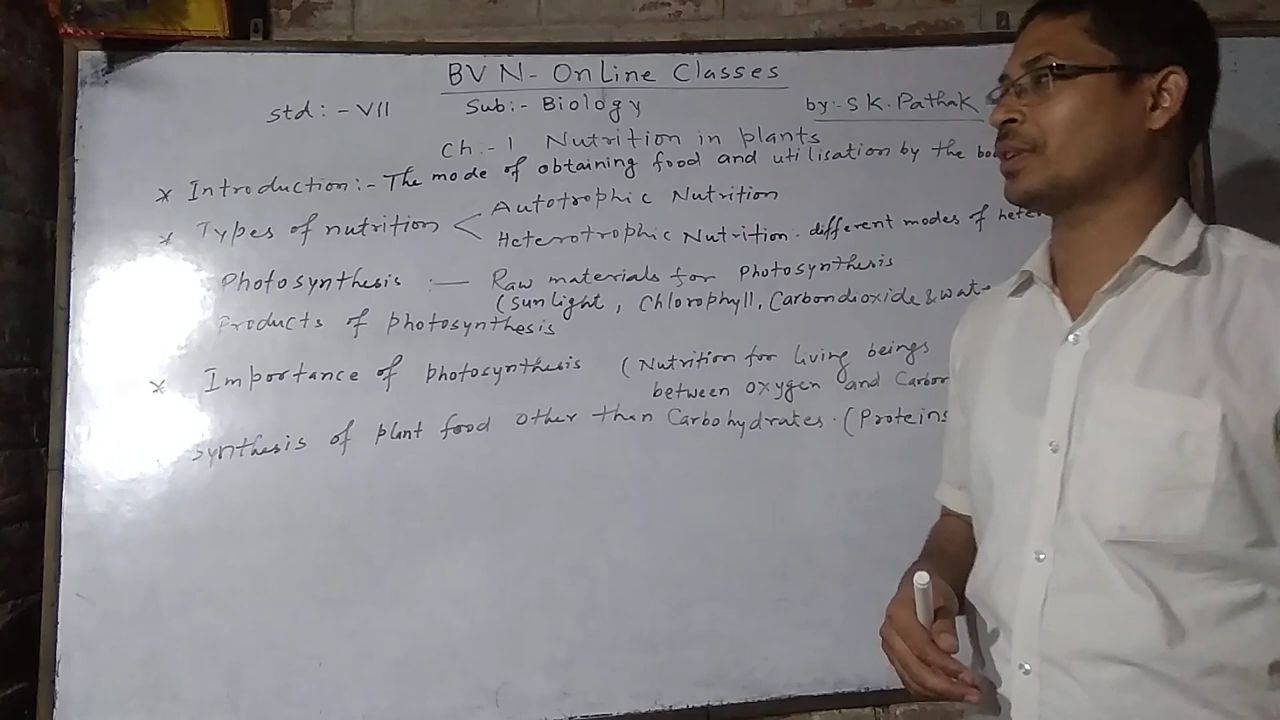 BVN- Online Classes
std:- VII Sub:- Biology by:- S K. Pathak
Ch.- 1 Nutrition in plants
* Introduction:- The mode of obtaining food and utilisation by the
* Types of nutrition < Autotrophic Nutrition
Heterotrophic Nutrition. different modes of
Photosynthesis :— Raw materials for Photosynthesis
(Sunlight, Chlorophyll, Carbondioxide &
Products of photosynthesis
* Importance of photosynthesis (Nutrition for living beings
between oxygen and
synthesis of plant food other than Carbohydrates. (Proteins